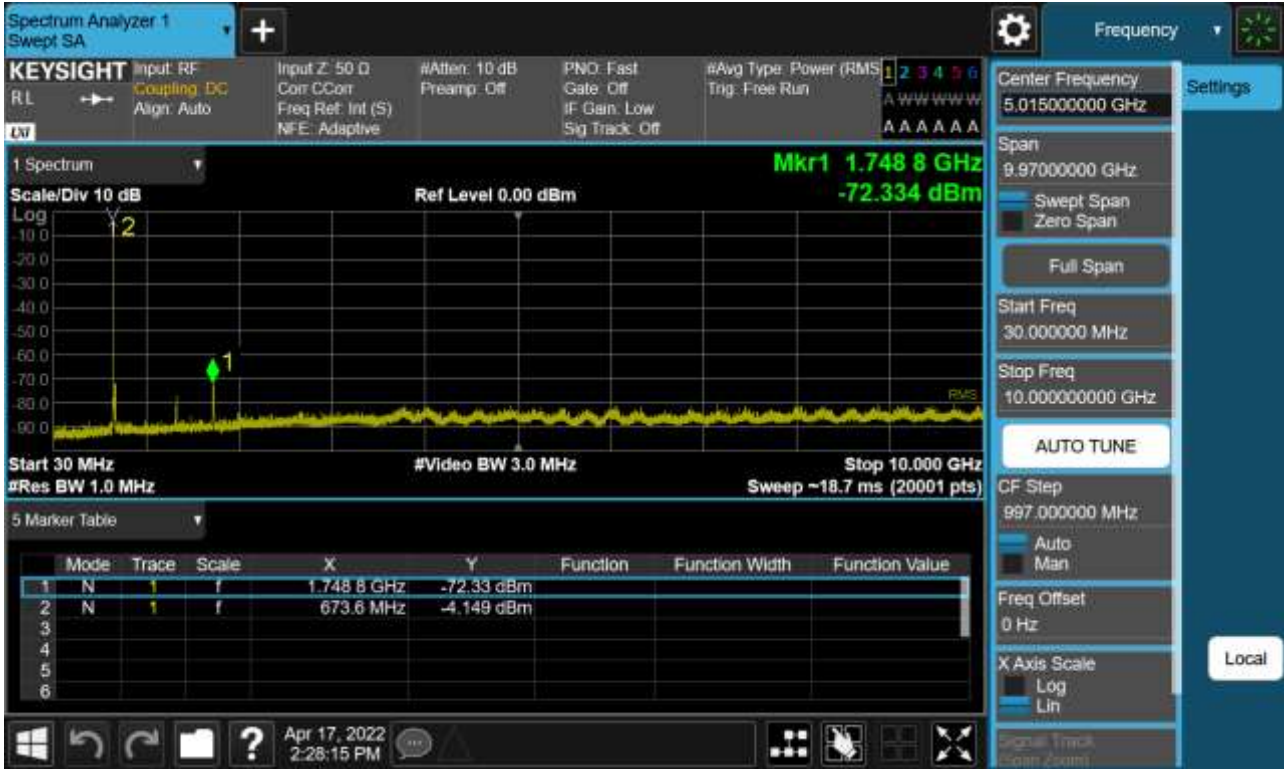 Spectrum Analyzer 1
Swept SA
+
Frequency
KEYSIGHT
RL
LXI
Input: RF
Coupling: DC
Align: Auto
Input Z: 50 Ω
Corr CCorr
Freq Ref: Int (S)
NFE: Adaptive
#Atten: 10 dB
Preamp: Off
PNO: Fast
Gate: Off
IF Gain: Low
Sig Track: Off
#Avg Type: Power (RMS
Trig: Free Run
1 2 3 4 5 6
A W W W W W
A A A A A A
1 Spectrum
Scale/Div 10 dB
Ref Level 0.00 dBm
Mkr1 1.748 8 GHz
-72.334 dBm
Log
-10.0
-20.0
-30.0
-40.0
-50.0
-60.0
-70.0
-80.0
-90.0
2
1
RMS
Start 30 MHz
#Video BW 3.0 MHz
Stop 10.000 GHz
#Res BW 1.0 MHz
Sweep ~18.7 ms (20001 pts)
5 Marker Table
Mode Trace Scale X Y Function Function Width Function Value
1 N 1 f 1.748 8 GHz -72.33 dBm
2 N 1 f 673.6 MHz -4.149 dBm
3
4
5
6
?
Apr 17, 2022
2:28:15 PM
Center Frequency
5.015000000 GHz
Settings
Span
9.97000000 GHz
Swept Span
Zero Span
Full Span
Start Freq
30.000000 MHz
Stop Freq
10.000000000 GHz
AUTO TUNE
CF Step
997.000000 MHz
Auto
Man
Freq Offset
0 Hz
X Axis Scale
Log
Lin
Local
Signal Track
(Span Zoom)